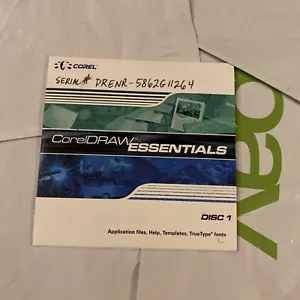 COREL
SERIAL# DRENR-5862G11264
CorelDRAW
ESSENTIALS
DISC 1
Application files, Help, Templates, TrueType® fonts